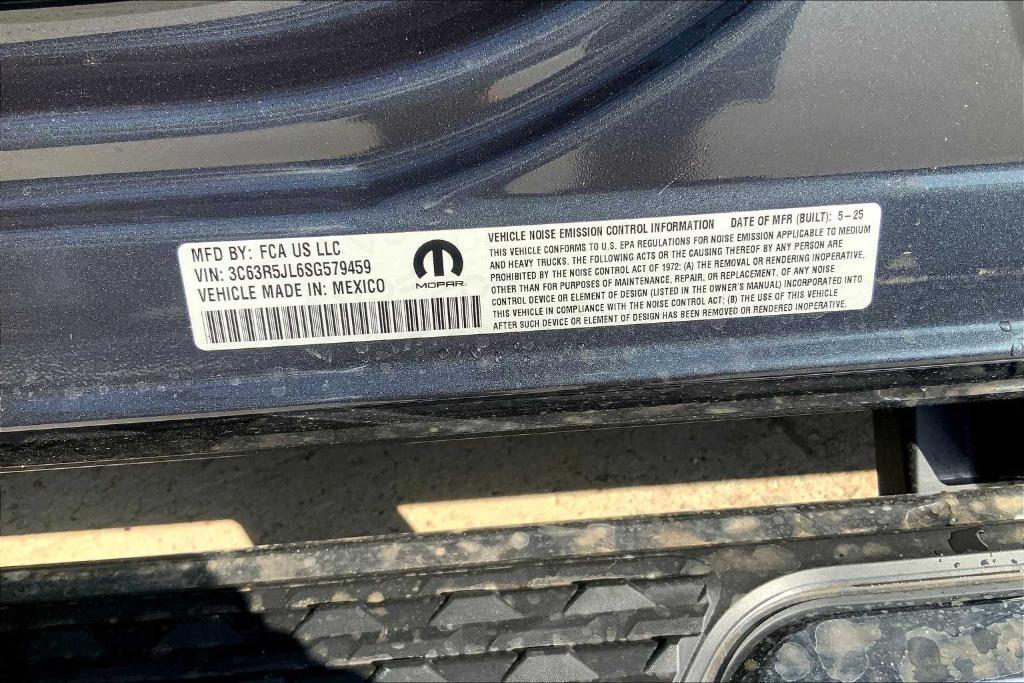 MFD BY: FCA US LLC
VIN: 3C63R5JL6SG579459
VEHICLE MADE IN: MEXICO
MOPAR
VEHICLE NOISE EMISSION CONTROL INFORMATION DATE OF MFR (BUILT): 5-25
THIS VEHICLE CONFORMS TO U.S. EPA REGULATIONS FOR NOISE EMISSION APPLICABLE TO MEDIUM
AND HEAVY TRUCKS. THE FOLLOWING ACTS OR THE CAUSING THEREOF BY ANY PERSON ARE
PROHIBITED BY THE NOISE CONTROL ACT OF 1972: (A) THE REMOVAL OR RENDERING INOPERATIVE,
OTHER THAN FOR PURPOSES OF MAINTENANCE, REPAIR, OR REPLACEMENT, OF ANY NOISE
CONTROL DEVICE OR ELEMENT OF DESIGN (LISTED IN THE OWNER'S MANUAL) INCORPORATED INTO
THIS VEHICLE IN COMPLIANCE WITH THE NOISE CONTROL ACT; (B) THE USE OF THIS VEHICLE
AFTER SUCH DEVICE OR ELEMENT OF DESIGN HAS BEEN REMOVED OR RENDERED INOPERATIVE.